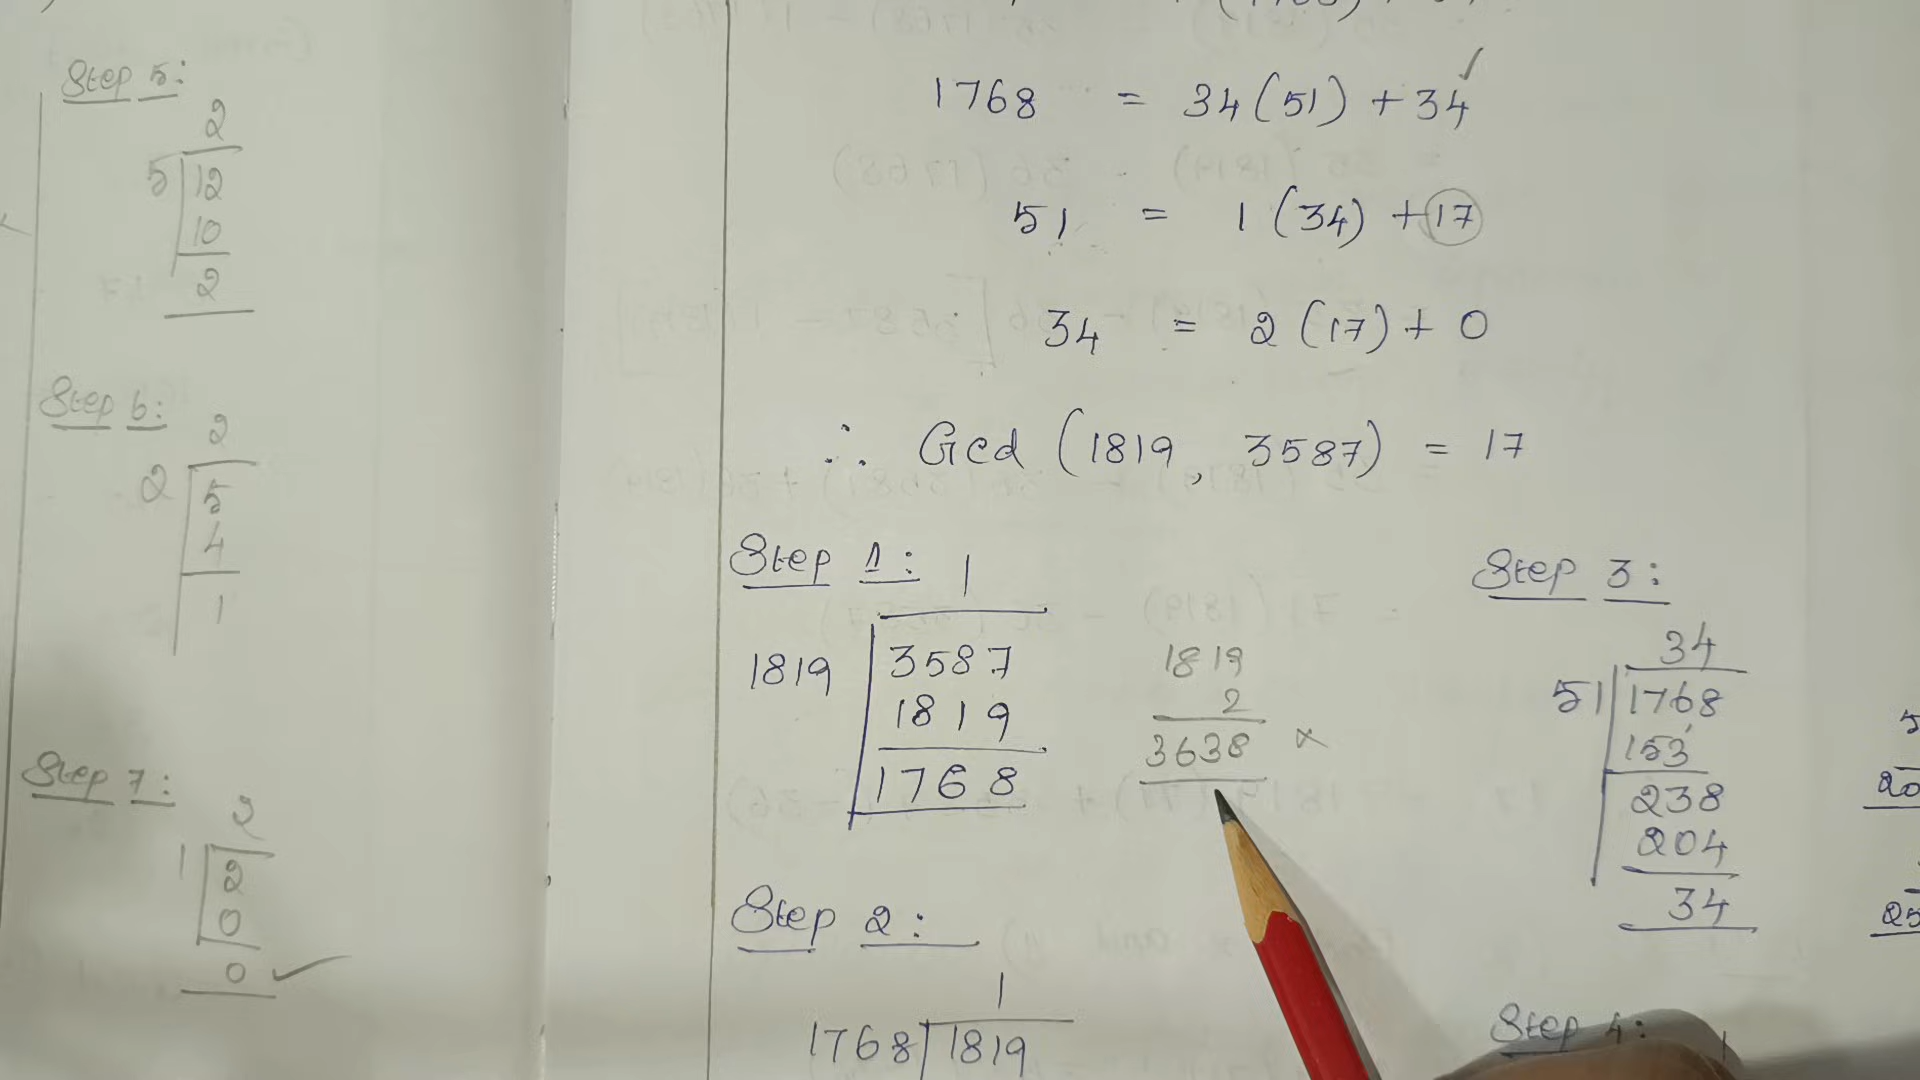 Step 5:
2
5 12
10
2
Step 6:
2
2 5
4
1
Step 7:
2
1 2
0
0 ✓
1768 = 34 (51) + 34 ✓
51 = 1 (34) + 17
34 = 2 (17) + 0
∴ Gcd (1819, 3587) = 17
Step 1:
1
1819 3587
1819
1768
1819
2
3638 ×
Step 2:
1
1768 1819
Step 3:
34
51 1768
153
238
204
34
Step 4:
1